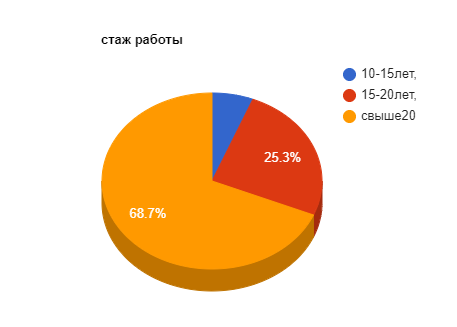 стаж работы
10-15лет,
15-20лет,
свыше20
25.3%
68.7%